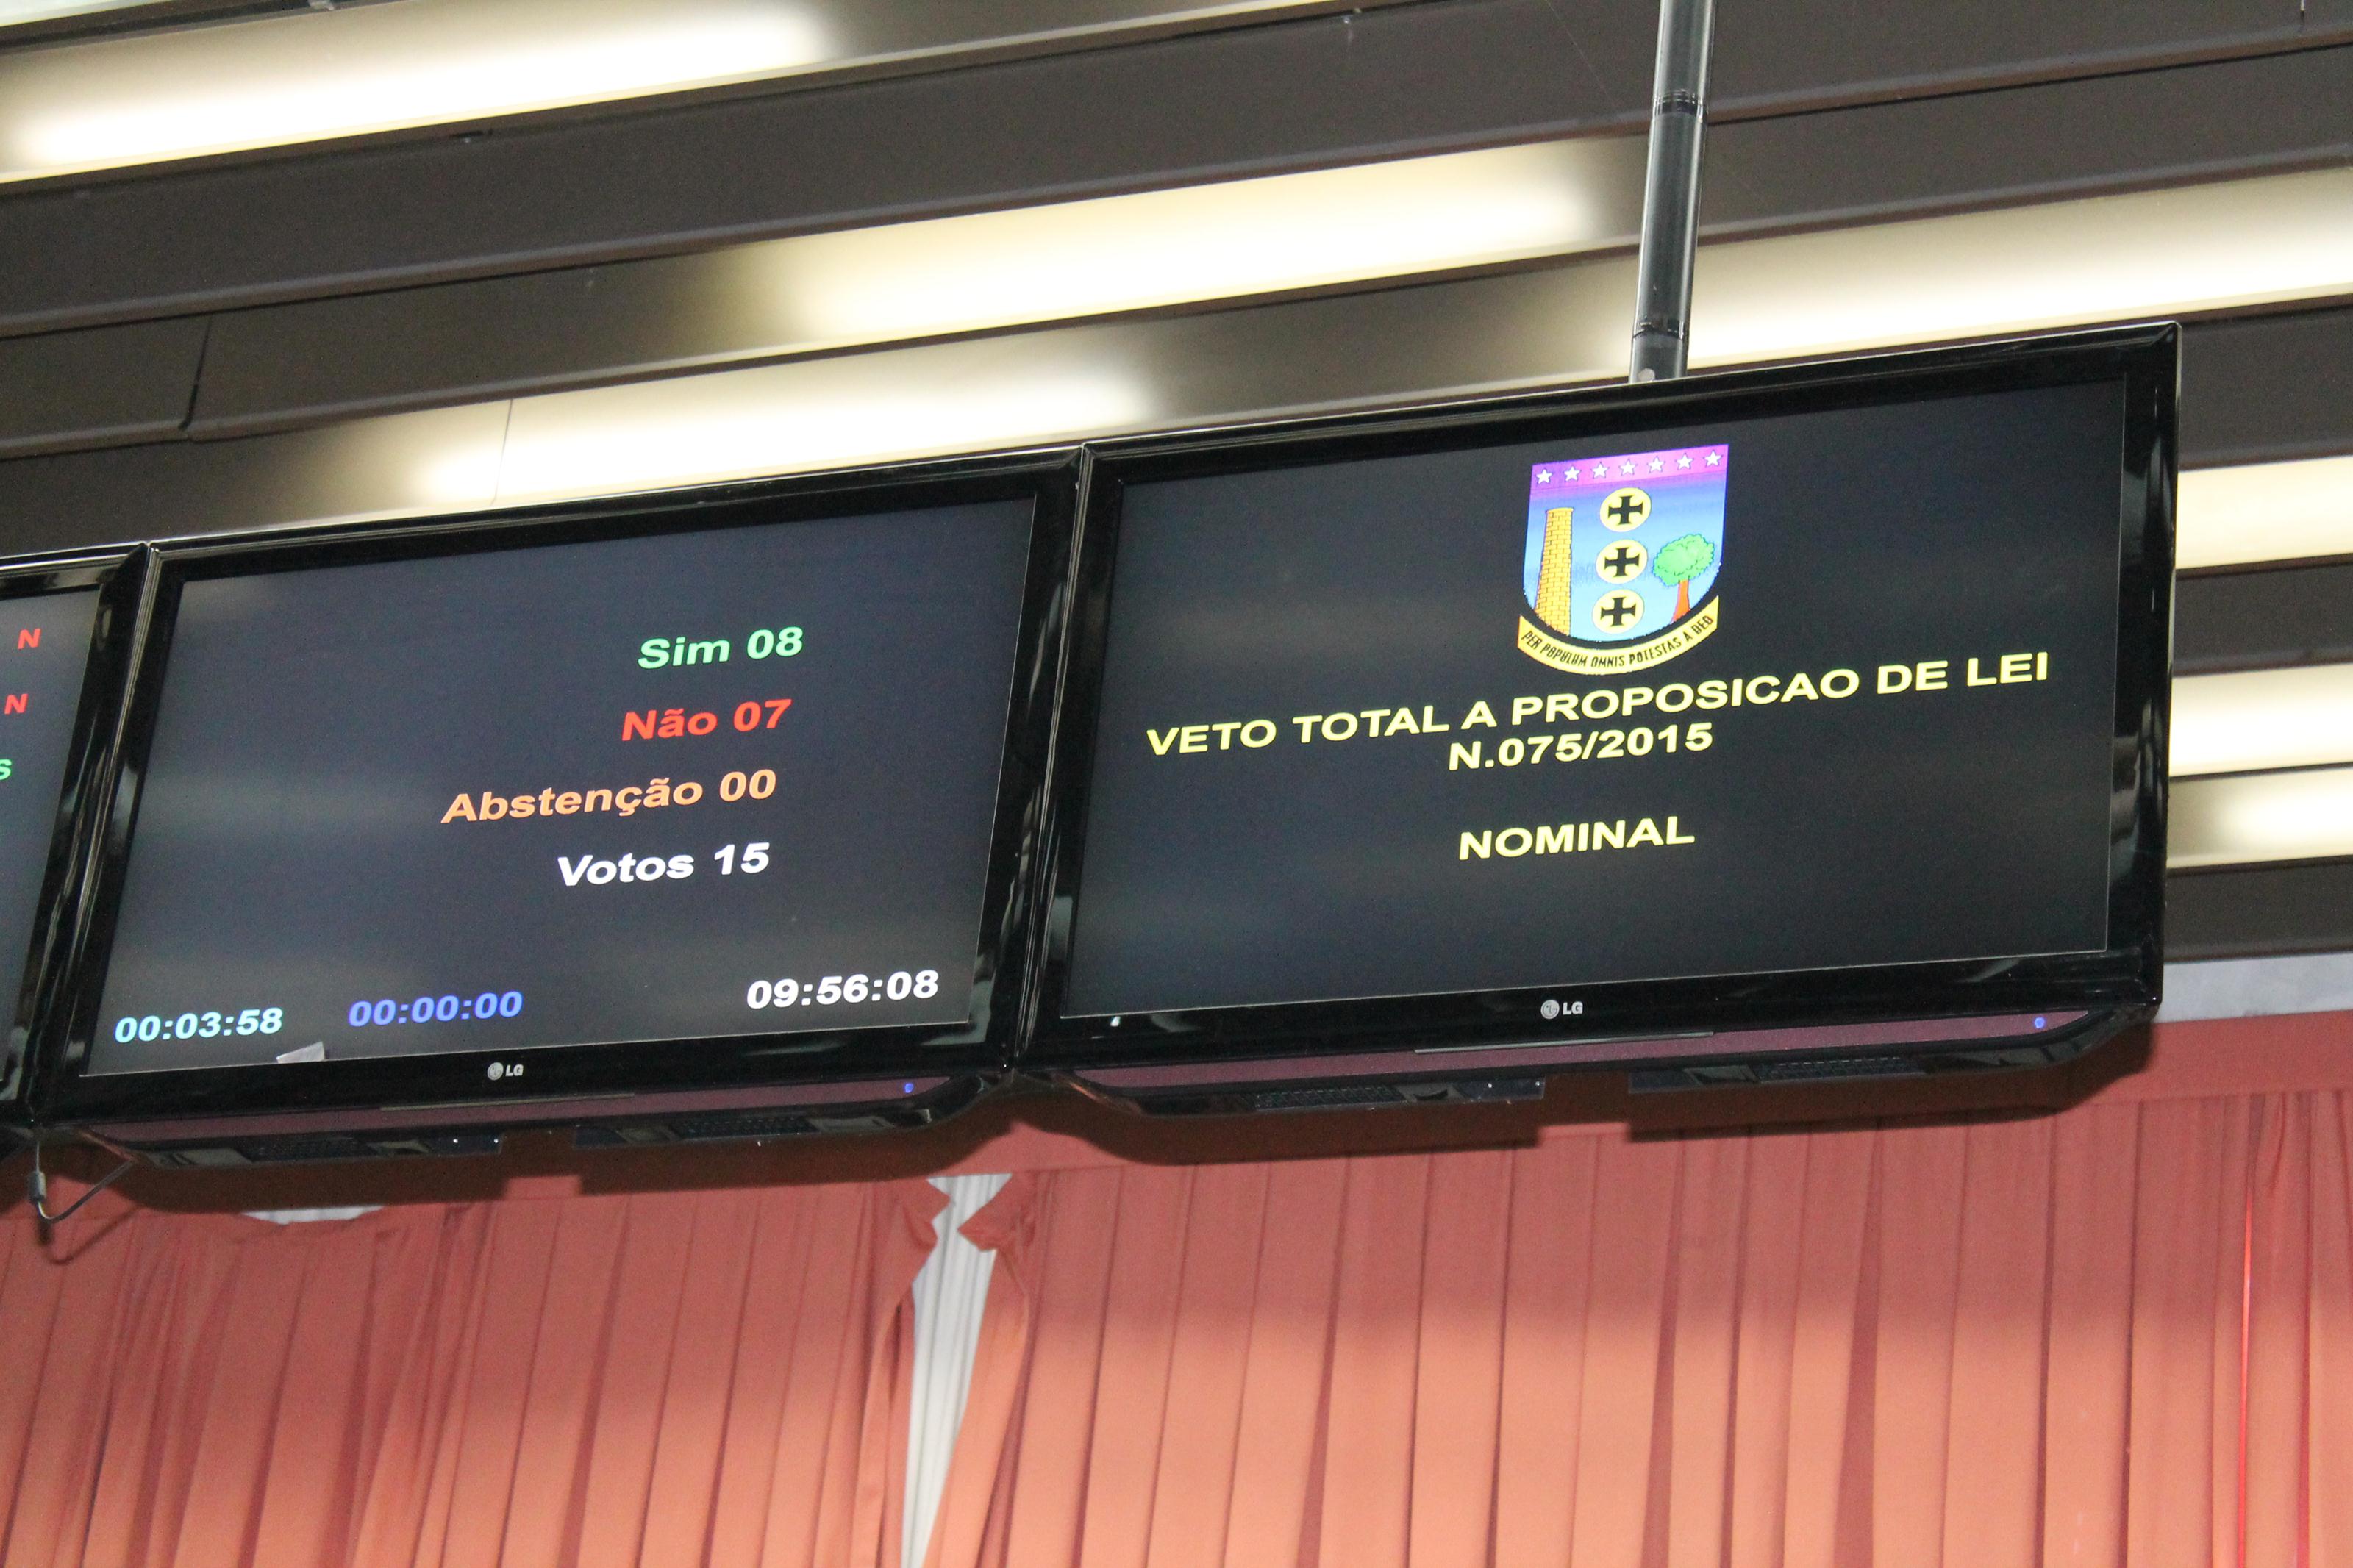 N
N
S
Sim 08
Não 07
Abstenção 00
Votos 15
00:03:58 00:00:00 09:56:08
LG
PER POPULUM OMNIS POTESTAS A DEO
VETO TOTAL A PROPOSICAO DE LEI
N.075/2015
NOMINAL
LG